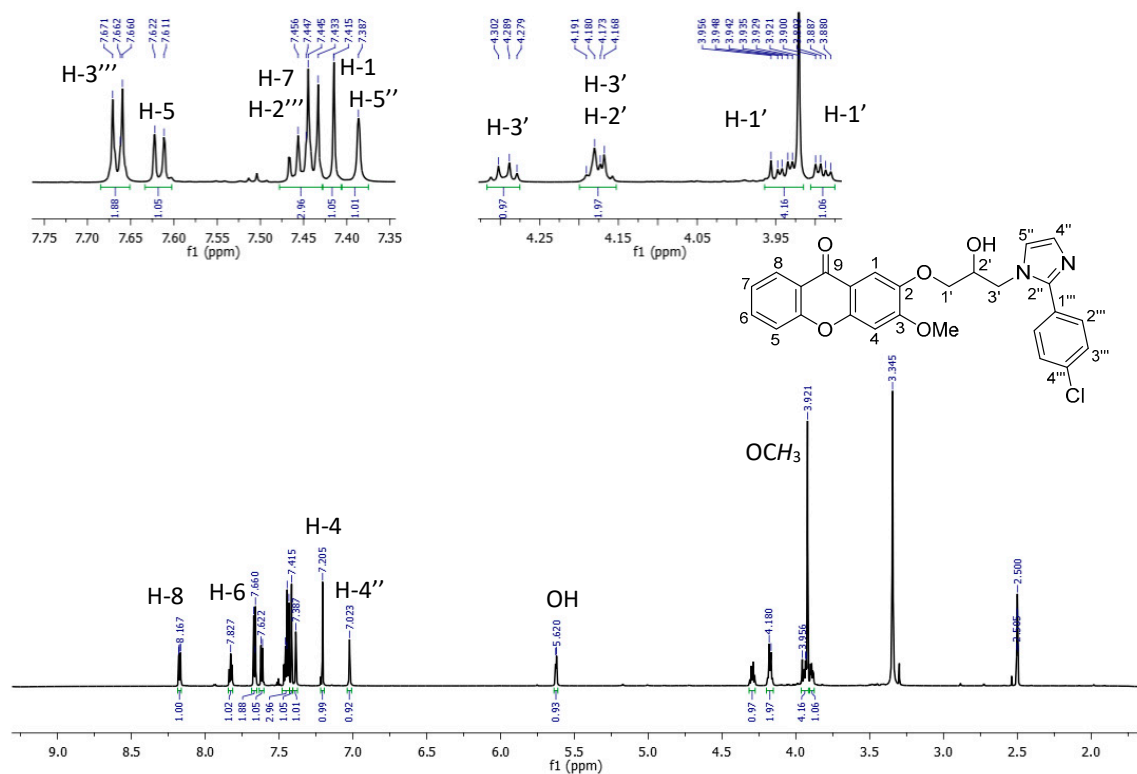 7.671 7.662 7.660 7.622 7.611 7.456 7.447 7.445 7.433 7.415 7.387
4.302 4.289 4.279 4.191 4.180 4.173 4.168 3.956 3.948 3.942 3.935 3.929 3.921 3.900 3.887 3.880
H-3''' H-5 H-7 H-2''' H-1 H-5''
H-3' H-3' H-2' H-1' H-1'
1.88 1.05 2.96 1.05 1.01
0.97 1.97 4.16 1.06
7.75 7.70 7.65 7.60 7.55 7.50 7.45 7.40 7.35
f1 (ppm)
4.25 4.15 4.05 3.95
f1 (ppm)
O OH 5'' 4''
8 9 1 O 2' N N
7 2 1' 3' 2'' 1'''
6 O 3 OMe 2'''
5 4 3'''
4'''
Cl
3.345
3.921
OCH3
H-4
H-8 H-6 H-4'' OH
8.167 7.827 7.660 7.622 7.415 7.387 7.205 7.023 5.620 4.180 3.956 2.500 2.505
1.00 1.02 1.88 1.05 2.96 1.05 1.01 0.99 0.92 0.93 0.97 1.97 4.16 1.06
9.0 8.5 8.0 7.5 7.0 6.5 6.0 5.5 5.0 4.5 4.0 3.5 3.0 2.5 2.0
f1 (ppm)